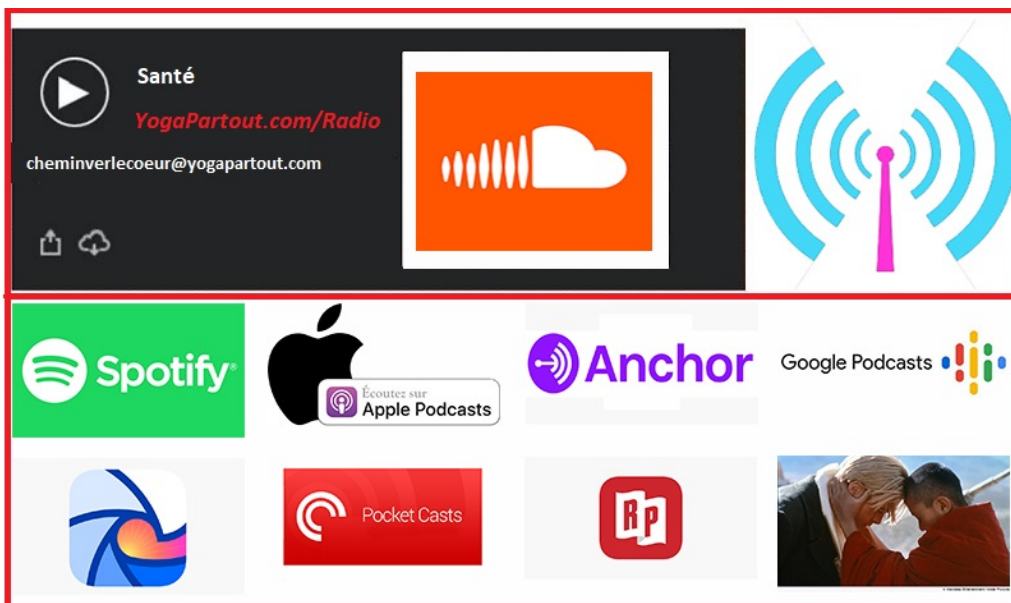 Santé
YogaPartout.com/Radio
cheminverlecoeur@yogapartout.com
Spotify®
Écoutez sur
Apple Podcasts
Anchor
Google Podcasts
Pocket Casts
RP